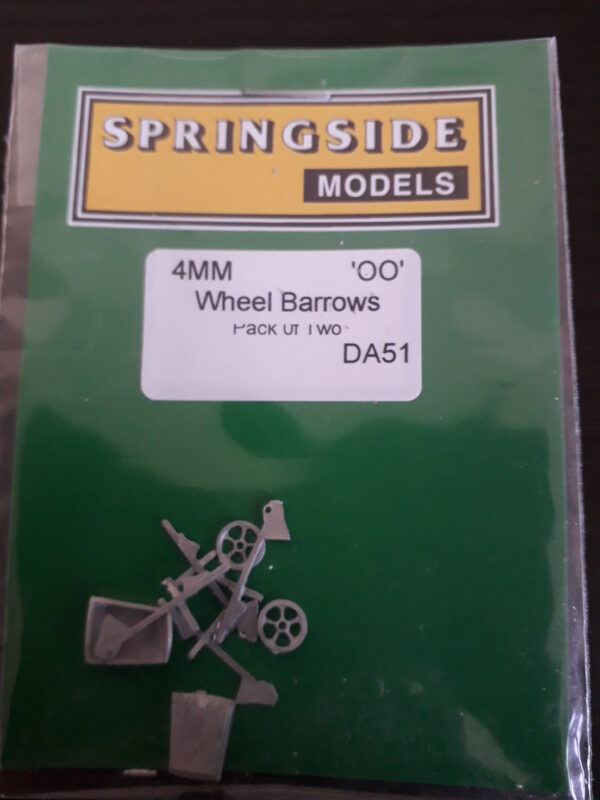 SPRINGSIDE
MODELS
4MM 'OO'
Wheel Barrows
Pack Of Two
DA51